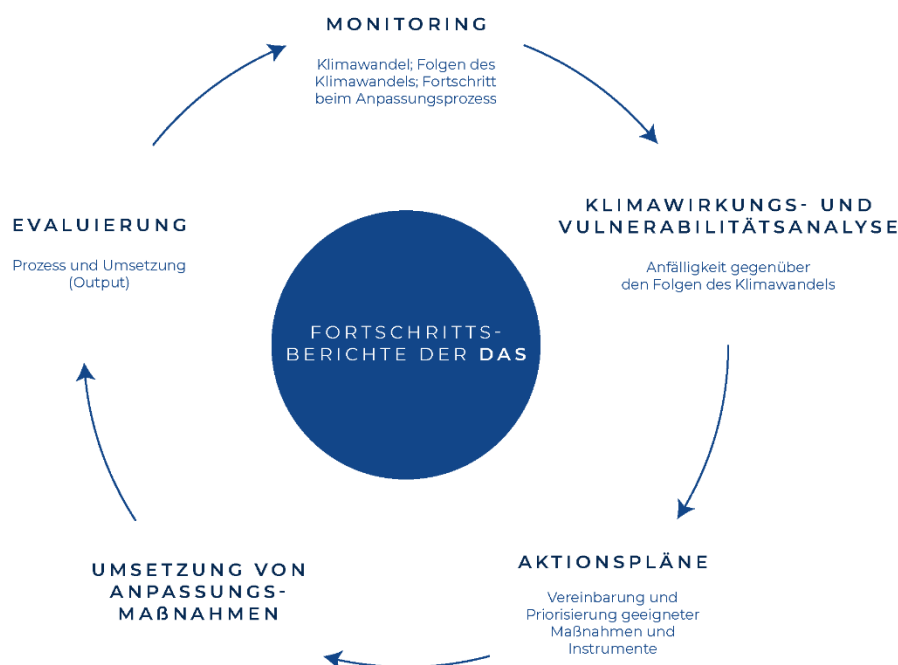 MONITORING
Klimawandel; Folgen des
Klimawandels; Fortschritt
beim Anpassungsprozess
KLIMAWIRKUNGS- UND
VULNERABILITÄTSANALYSE
Anfälligkeit gegenüber
den Folgen des Klimawandels
AKTIONSPLÄNE
Vereinbarung und
Priorisierung geeigneter
Maßnahmen und
Instrumente
UMSETZUNG VON
ANPASSUNGS-
MAßNAHMEN
EVALUIERUNG
Prozess und Umsetzung
(Output)
FORTSCHRITTS-
BERICHTE DER DAS